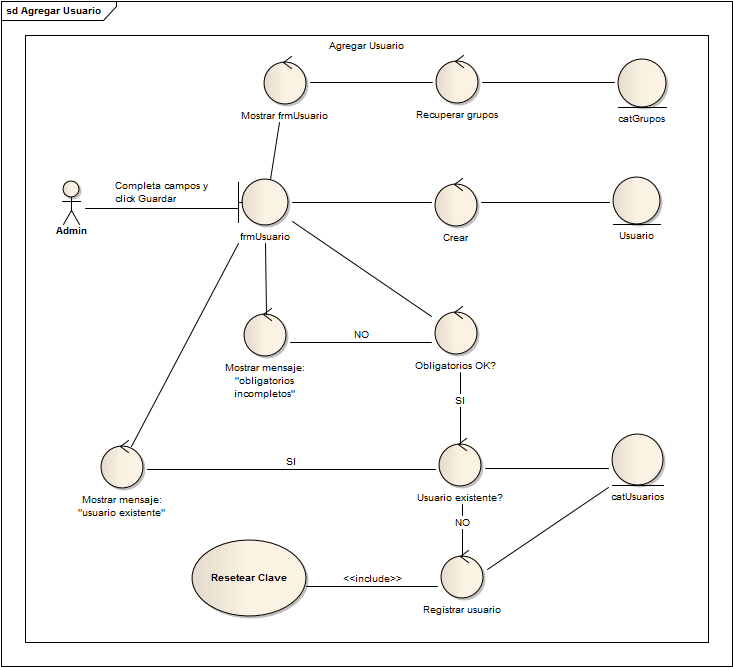 sd Agregar Usuario
Agregar Usuario
Mostrar frmUsuario
Recuperar grupos
catGrupos
Completa campos y
click Guardar
Admin
frmUsuario
Crear
Usuario
NO
Mostrar mensaje:
"obligatorios
incompletos"
Obligatorios OK?
SI
SI
Mostrar mensaje:
"usuario existente"
Usuario existente?
catUsuarios
NO
Resetear Clave
<<include>>
Registrar usuario